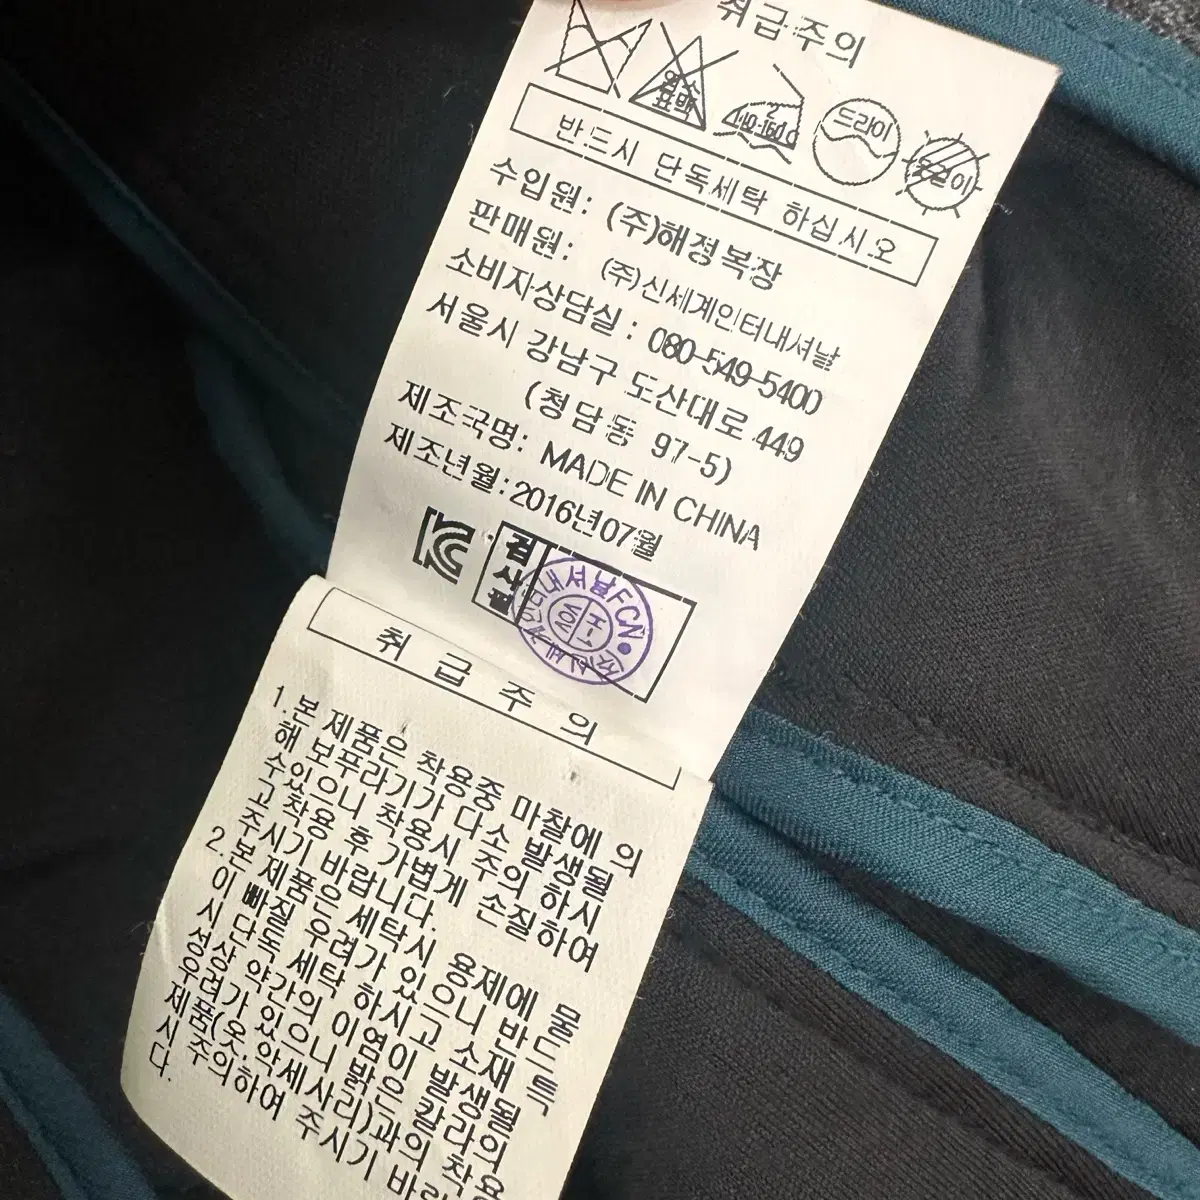 취급주의
염소
표백
2
140-160℃
드라이
옷걸이
반드시 단독세탁 하십시오
수입원: (주)해정복장
판매원: (주)신세계인터내셔날
소비자상담실: 080-549-5400
서울시 강남구 도산대로 449
(청담동 97-5)
제조국명: MADE IN CHINA
제조년월:2016년07월
검사필
취 급 주 의
1.본 제품은 착용중 마찰에 의
해 보푸라기가 다소 발생될
수있으니 착용시 주의 하시
고 착용 후 가볍게 손질하여
주시기 바랍니다.
2.본 제품은 세탁시 용제에 물
이 빠질 우려가 있으니 반드
시 단독 세탁 하시고 소재 특
성상 약간의 이염이 발생될
우려가 있으니 밝은 칼라의
제품(옷,악세사리)과의 착용
시 주의하여 주시기 바랍
다.